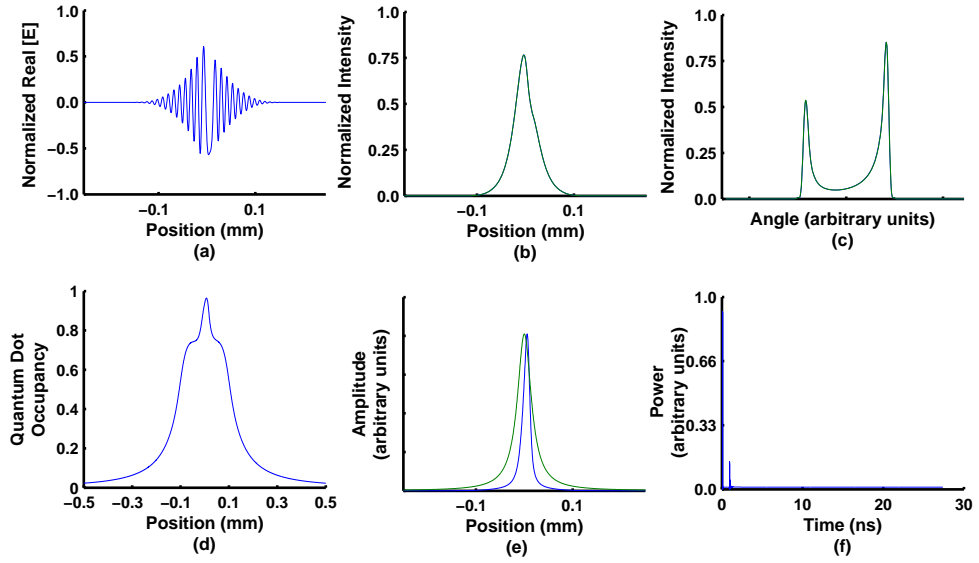 Normalized Real [E]
1.0
0.5
0.0
−0.5
−1.0
−0.1
0.1
Position (mm)
(a)
Normalized Intensity
1.0
0.75
0.5
0.25
0
−0.1
0.1
Position (mm)
(b)
Normalized Intensity
1.0
0.75
0.5
0.25
0
Angle (arbitrary units)
(c)
Quantum Dot
Occupancy
1
0.8
0.6
0.4
0.2
0
−0.5
−0.3
−0.1
0.1
0.3
0.5
Position (mm)
(d)
Amplitude
(arbitrary units)
−0.1
0.1
Position (mm)
(e)
Power
(arbitrary units)
1.0
0.66
0.33
0.0
0
10
20
30
Time (ns)
(f)